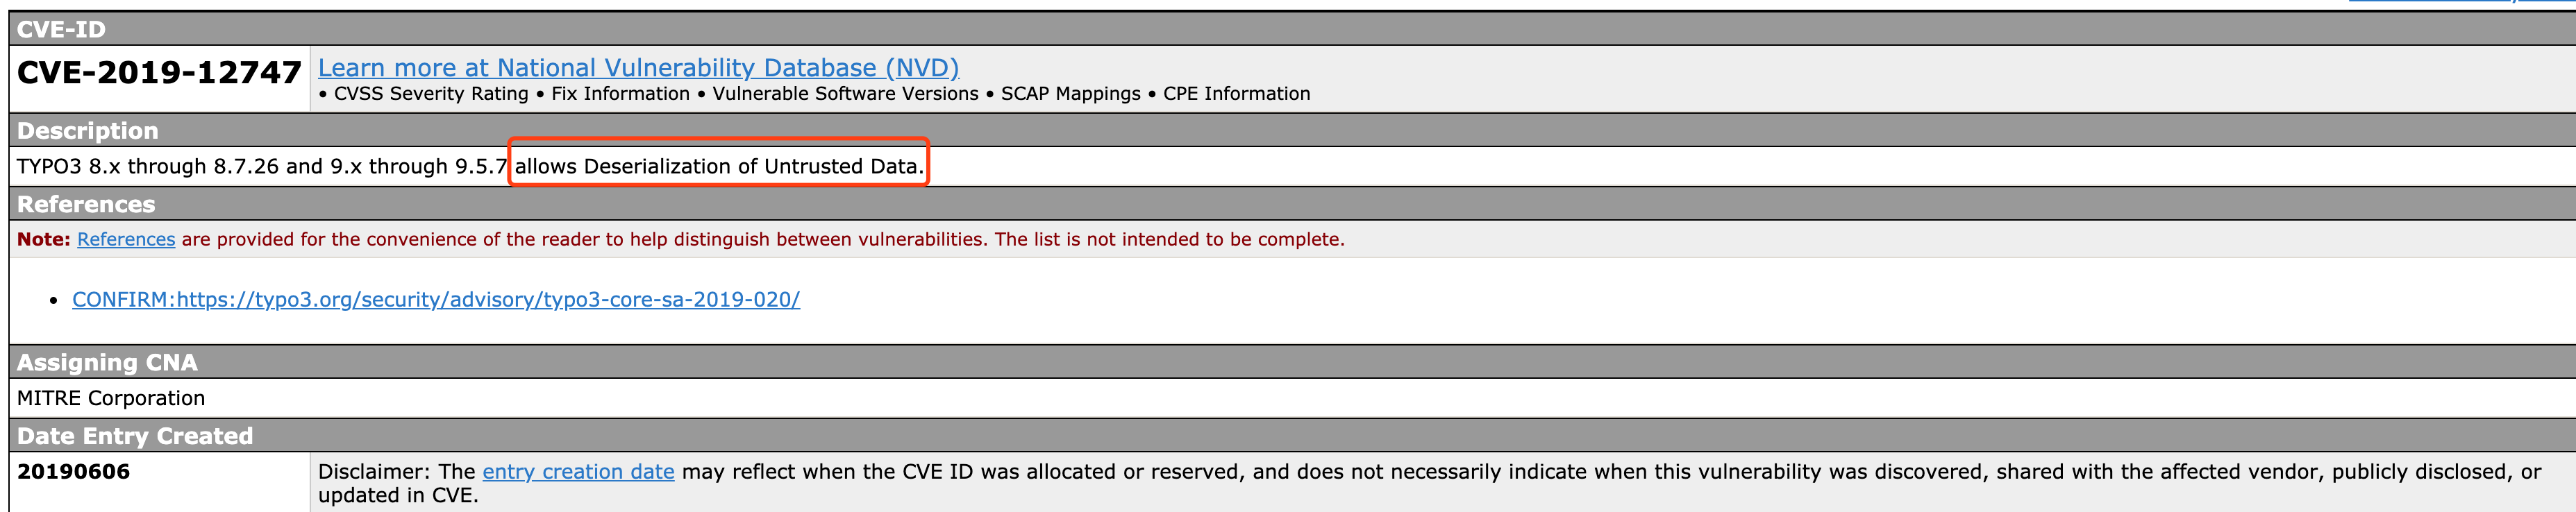 CVE-ID
CVE-2019-12747 Learn more at National Vulnerability Database (NVD)
• CVSS Severity Rating • Fix Information • Vulnerable Software Versions • SCAP Mappings • CPE Information
Description
TYPO3 8.x through 8.7.26 and 9.x through 9.5.7 allows Deserialization of Untrusted Data.
References
Note: References are provided for the convenience of the reader to help distinguish between vulnerabilities. The list is not intended to be complete.
• CONFIRM:https://typo3.org/security/advisory/typo3-core-sa-2019-020/
Assigning CNA
MITRE Corporation
Date Entry Created
20190606 Disclaimer: The entry creation date may reflect when the CVE ID was allocated or reserved, and does not necessarily indicate when this vulnerability was discovered, shared with the affected vendor, publicly disclosed, or
updated in CVE.